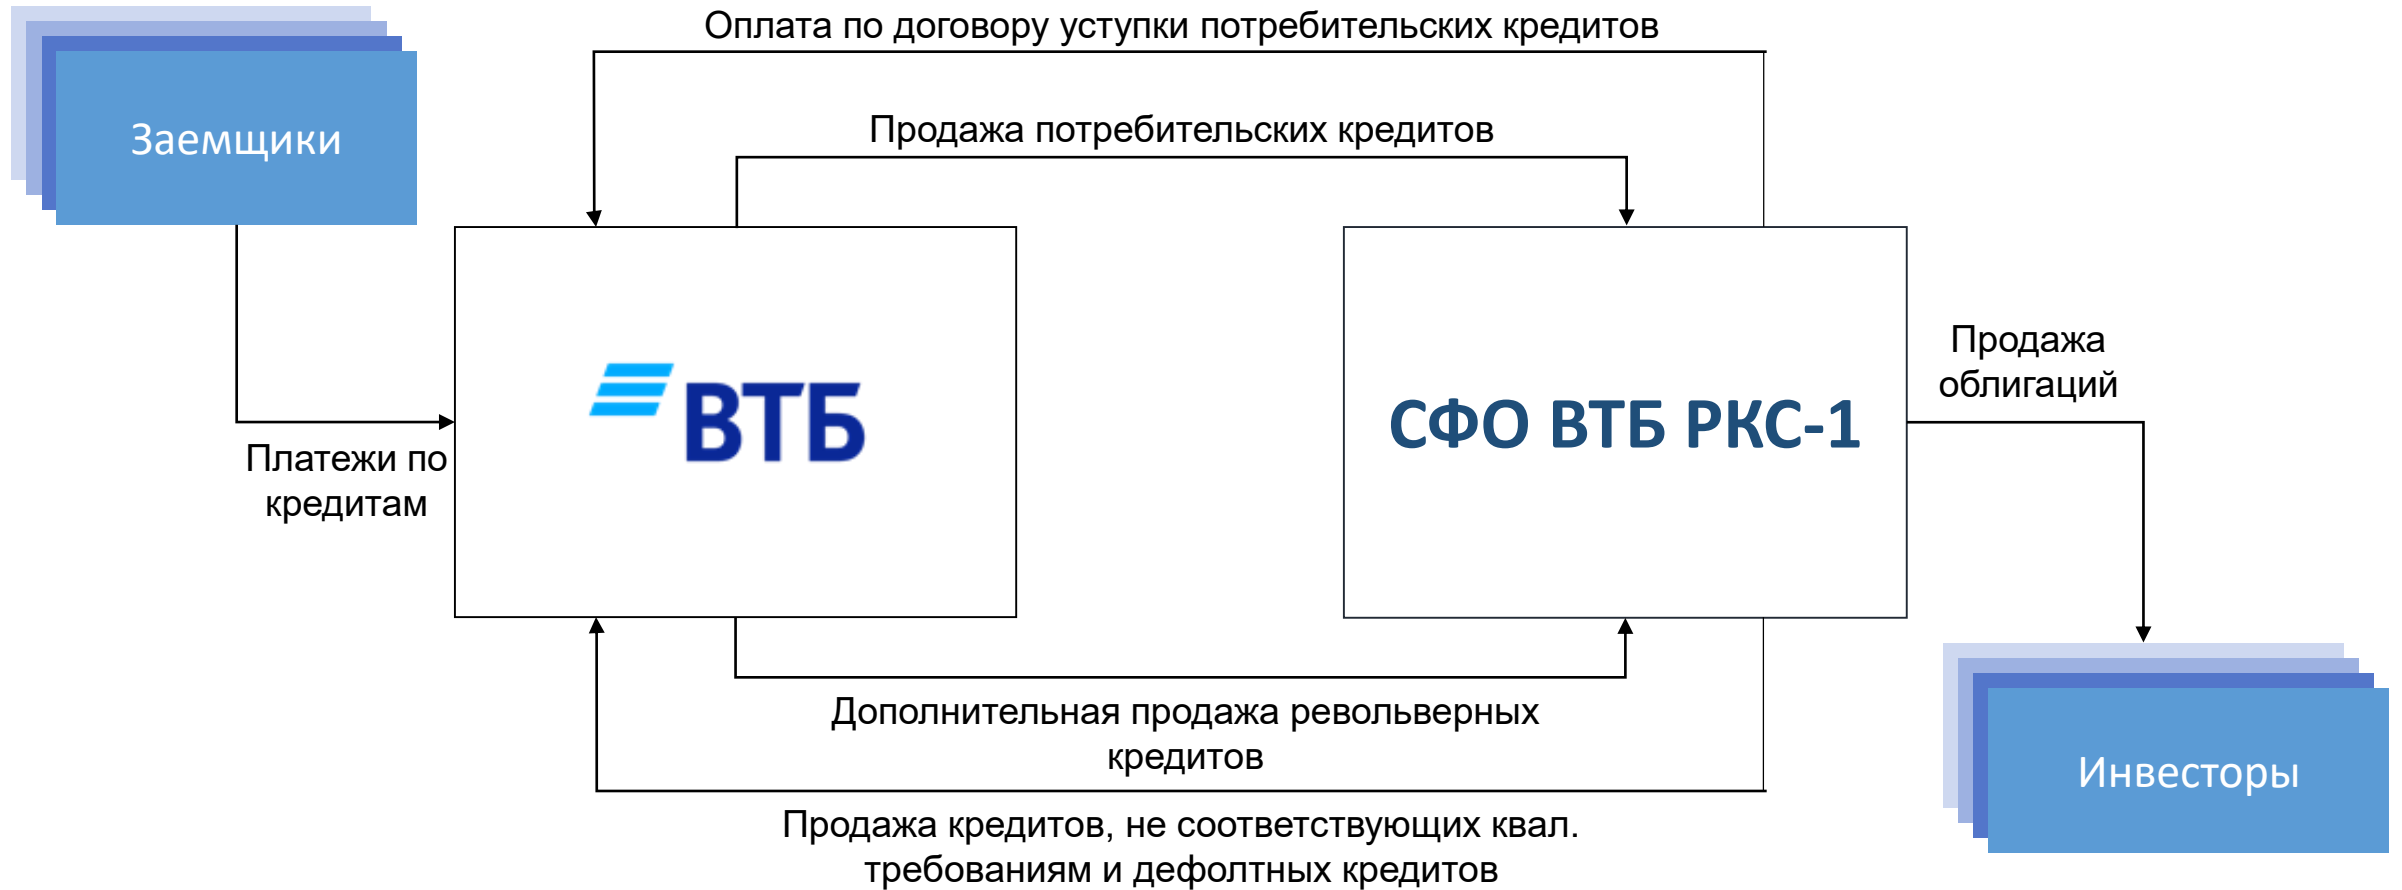 Оплата по договору уступки потребительских кредитов
Заемщики
Продажа потребительских кредитов
ВТБ
СФО ВТБ РКС-1
Продажа
облигаций
Платежи по
кредитам
Дополнительная продажа револьверных
кредитов
Инвесторы
Продажа кредитов, не соответствующих квал.
требованиям и дефолтных кредитов